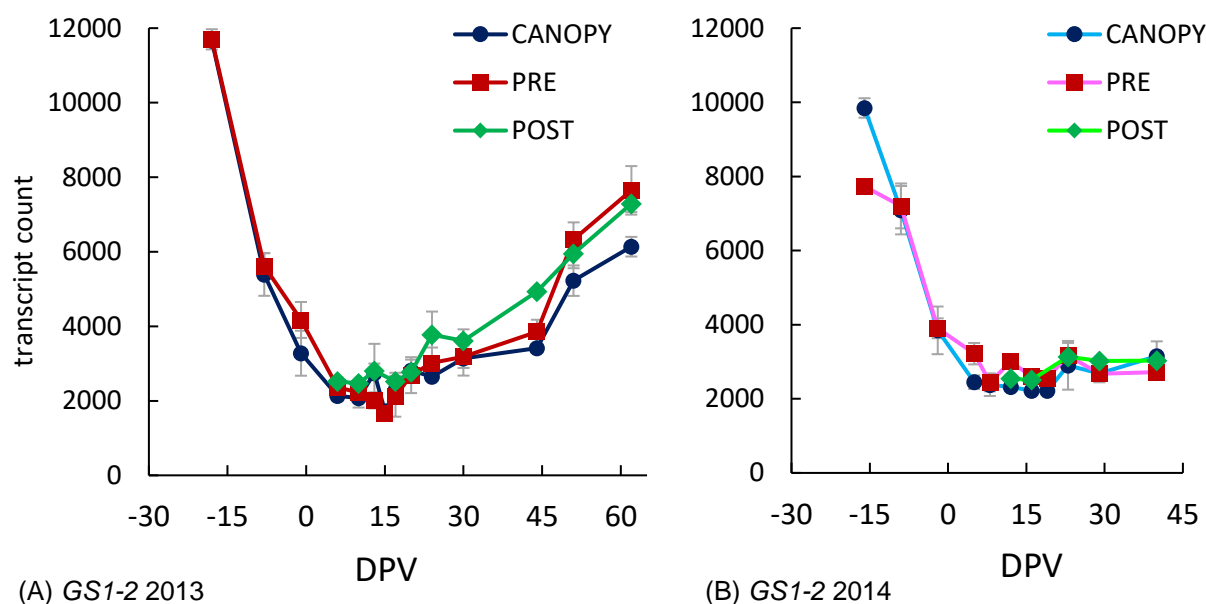 transcript count
12000
10000
8000
6000
4000
2000
0
-30 -15 0 15 30 45 60
DPV
CANOPY
PRE
POST
(A) GS1-2 2013
12000
10000
8000
6000
4000
2000
0
-30 -15 0 15 30 45
DPV
CANOPY
PRE
POST
(B) GS1-2 2014